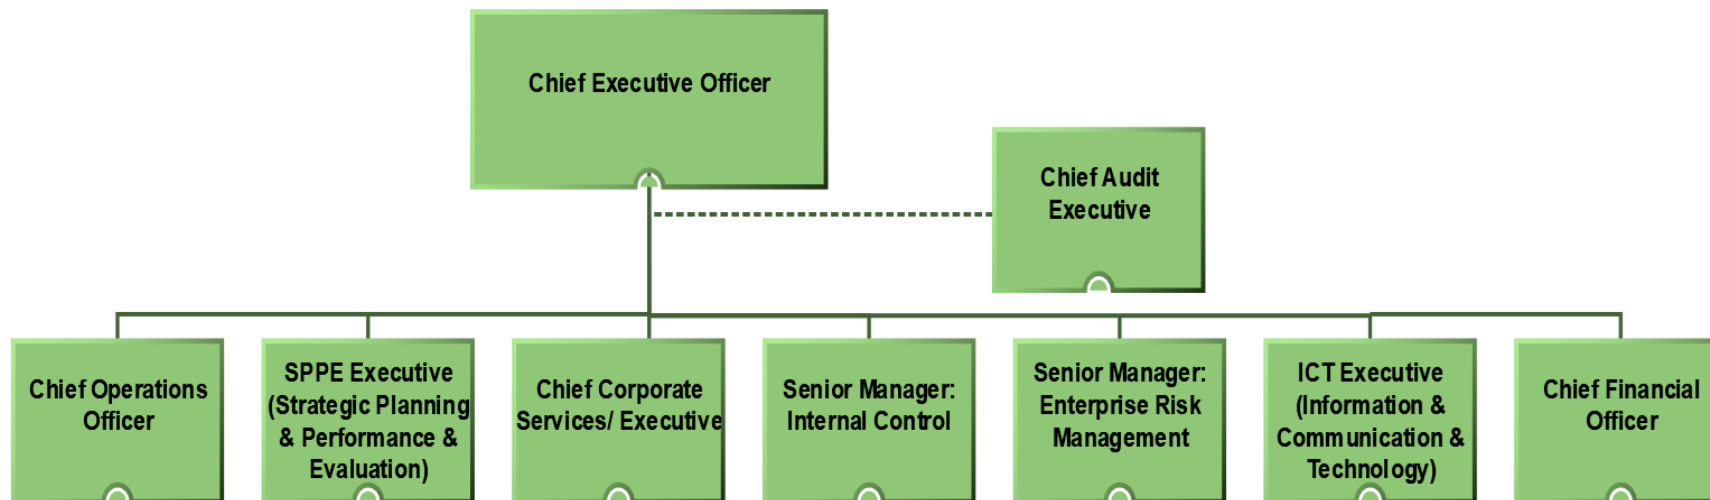 Chief Executive Officer
Chief Audit
Executive
Chief Operations
Officer
SPPE Executive
(Strategic Planning
& Performance &
Evaluation)
Chief Corporate
Services/ Executive
Senior Manager:
Internal Control
Senior Manager:
Enterprise Risk
Management
ICT Executive
(Information &
Communication &
Technology)
Chief Financial
Officer